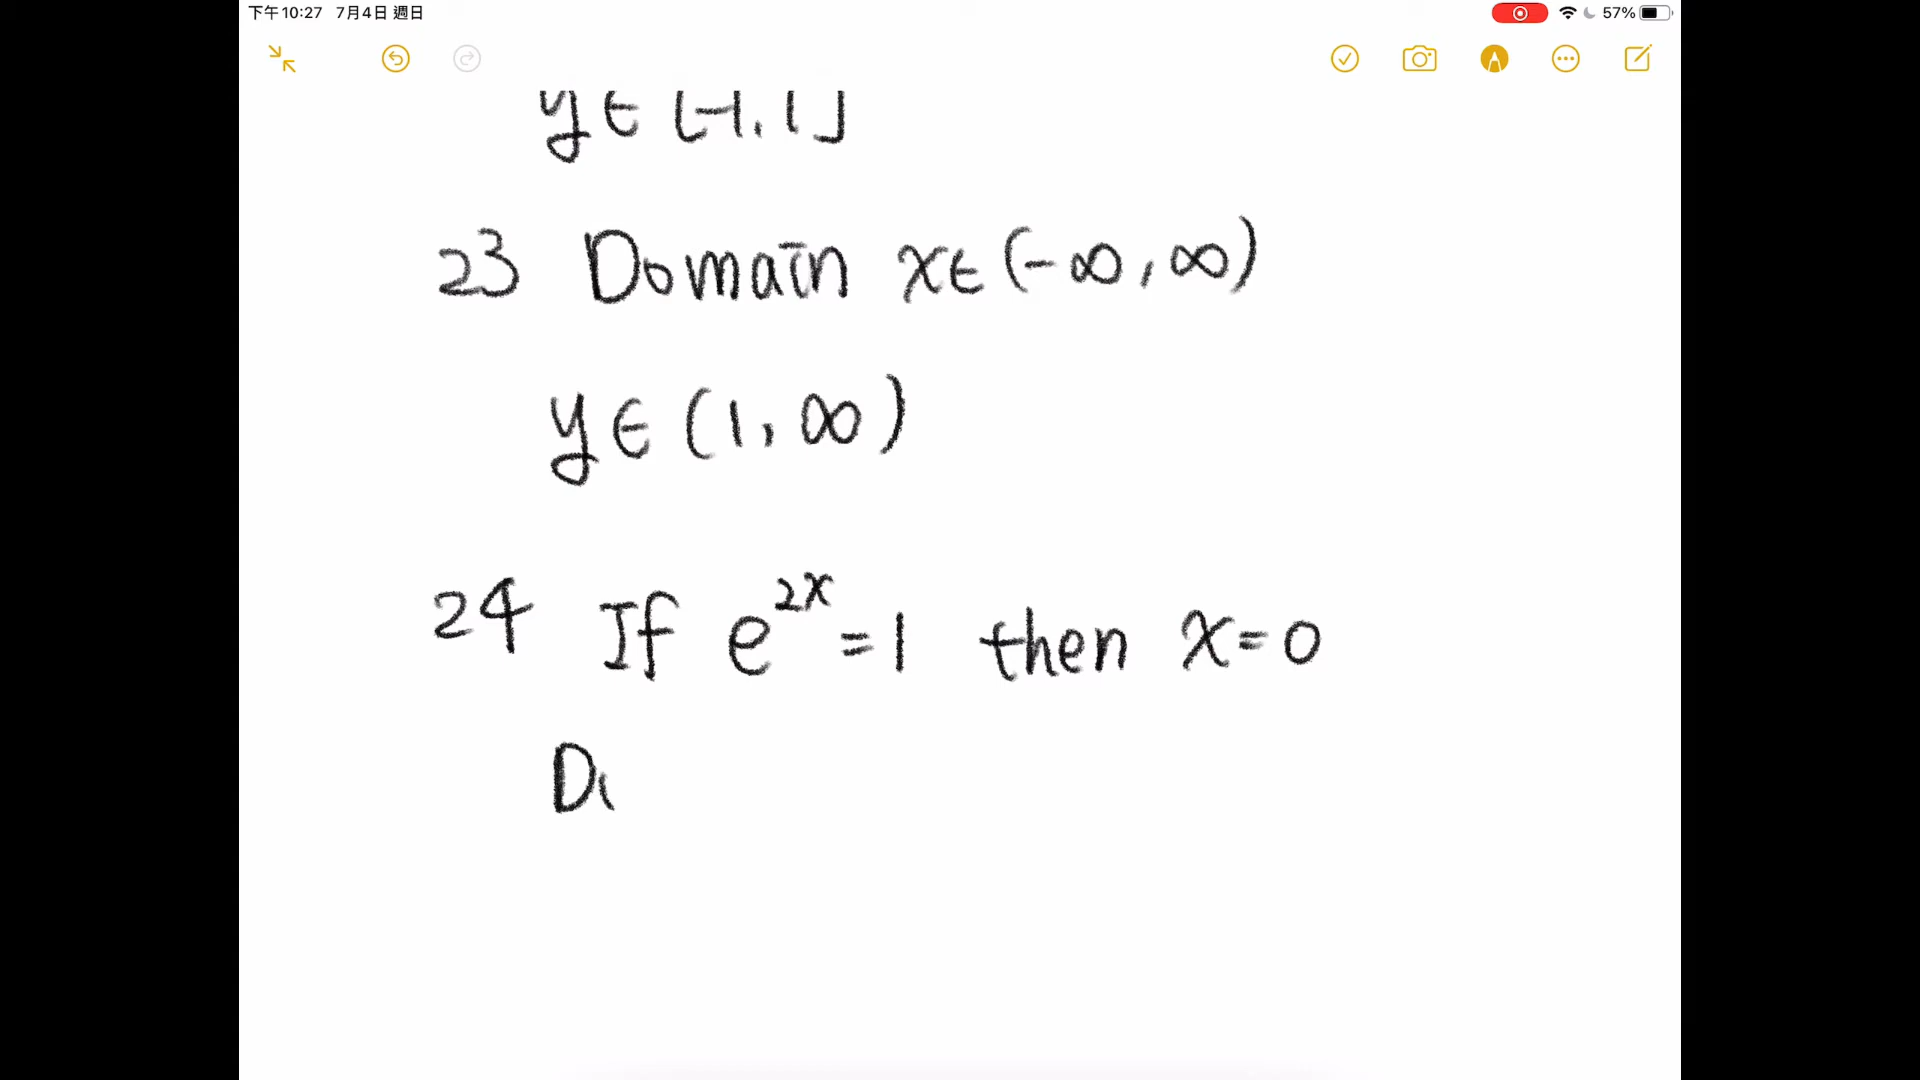 下午10:27 7月4日 週日
57%
y∈[-1,1]
23 Domain x∈(-∞,∞)
y∈(1,∞)
24 If e^{2x}=1 then x=0
D